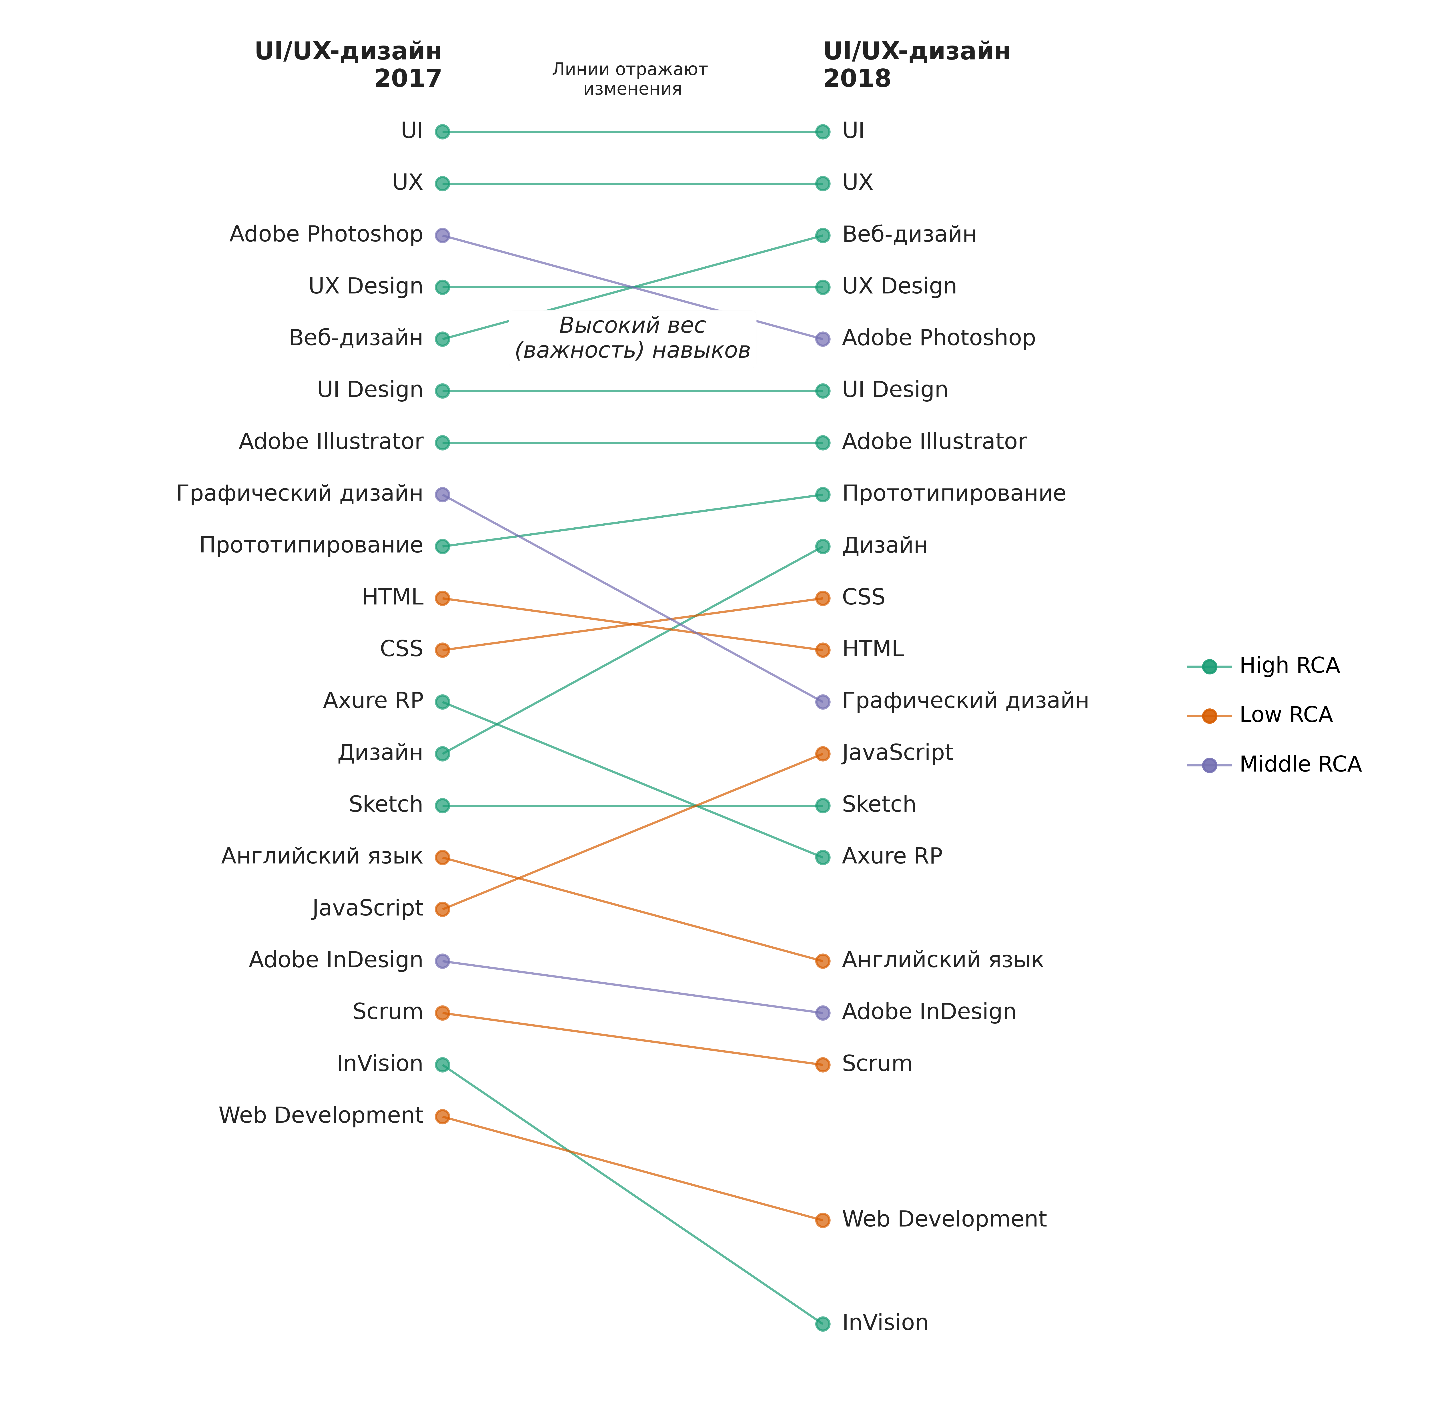 UI/UX-дизайн
2017
Линии отражают
изменения
UI/UX-дизайн
2018
UI
UI
UX
UX
Adobe Photoshop
Веб-дизайн
UX Design
UX Design
Веб-дизайн
Высокий вес
(важность) навыков
Adobe Photoshop
UI Design
UI Design
Adobe Illustrator
Adobe Illustrator
Графический дизайн
Прототипирование
Прототипирование
Дизайн
HTML
CSS
CSS
HTML
Axure RP
Графический дизайн
Дизайн
JavaScript
Sketch
Sketch
Английский язык
Axure RP
JavaScript
Adobe InDesign
Английский язык
Scrum
Adobe InDesign
InVision
Scrum
Web Development
Web Development
InVision
High RCA
Low RCA
Middle RCA